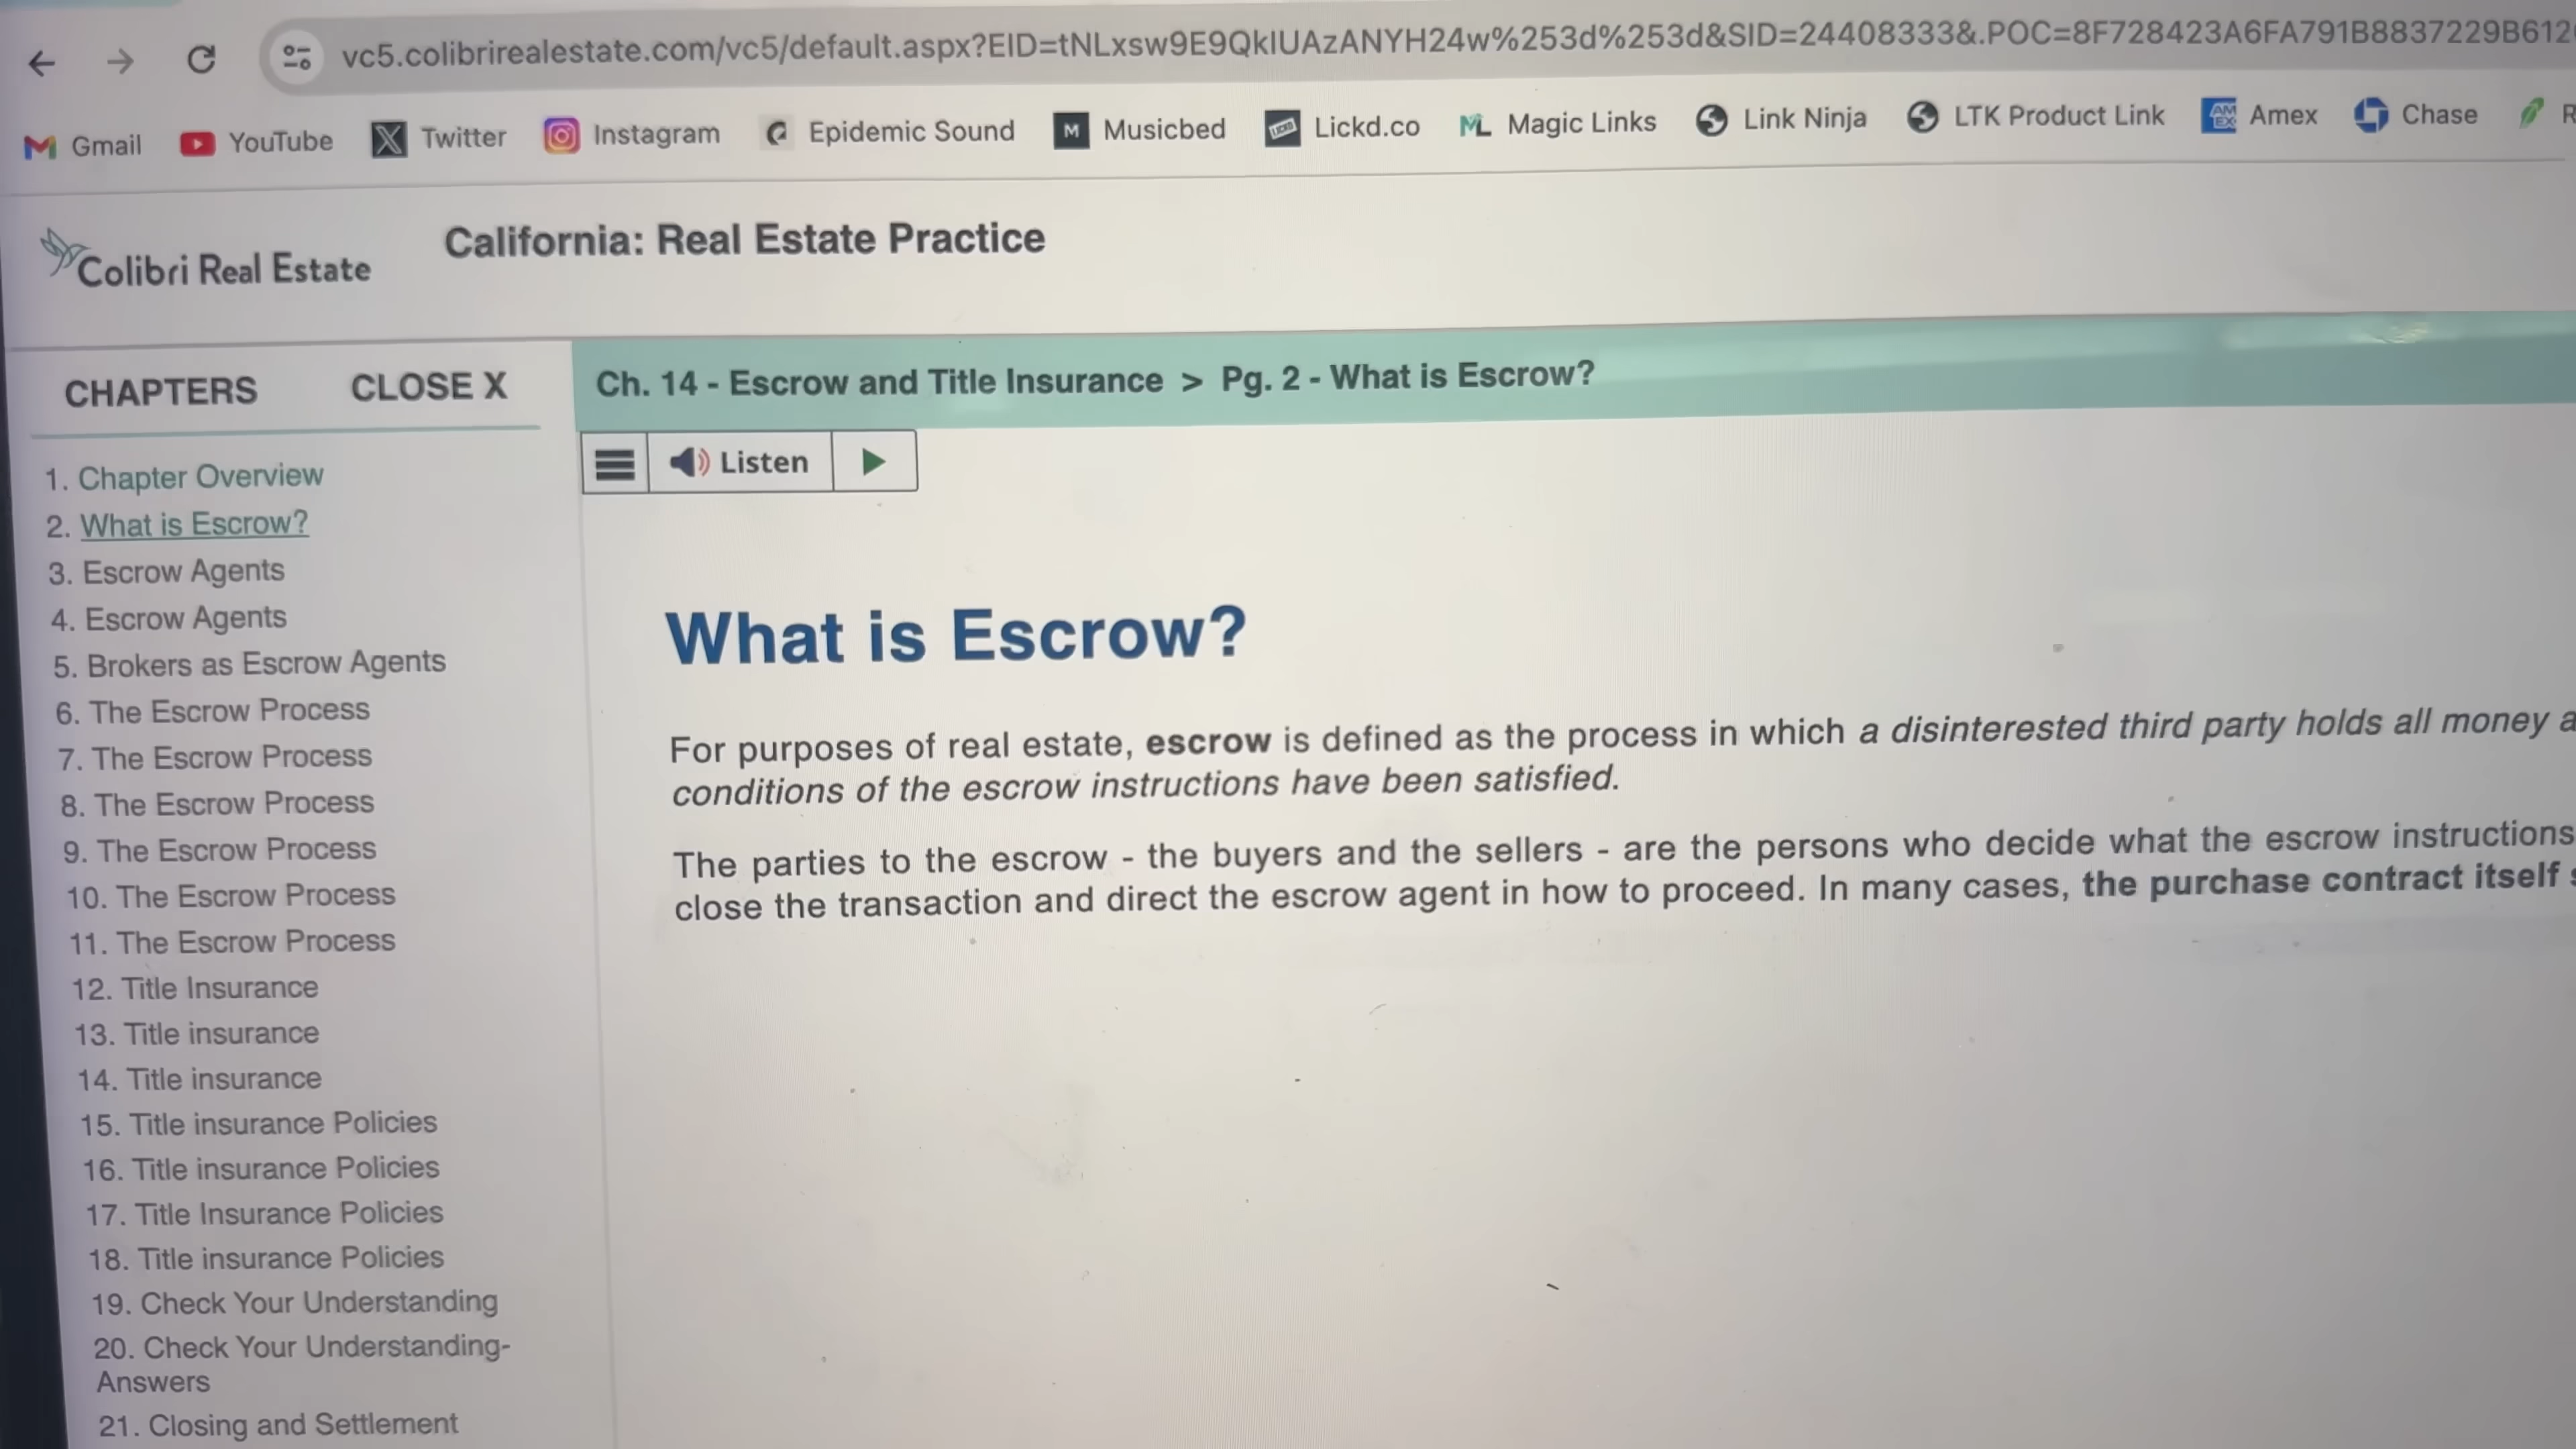 vc5.colibrirealestate.com/vc5/default.aspx?EID=tNLxsw9E9QkIUAzANYH24w%253d%253d&SID=24408333&.POC=8F728423A6FA791B8837229B612
Gmail YouTube Twitter Instagram Epidemic Sound Musicbed Lickd.co Magic Links Link Ninja LTK Product Link Amex Chase
Colibri Real Estate
California: Real Estate Practice
CHAPTERS CLOSE X
1. Chapter Overview
2. What is Escrow?
3. Escrow Agents
4. Escrow Agents
5. Brokers as Escrow Agents
6. The Escrow Process
7. The Escrow Process
8. The Escrow Process
9. The Escrow Process
10. The Escrow Process
11. The Escrow Process
12. Title Insurance
13. Title insurance
14. Title insurance
15. Title insurance Policies
16. Title insurance Policies
17. Title Insurance Policies
18. Title insurance Policies
19. Check Your Understanding
20. Check Your Understanding-
Answers
21. Closing and Settlement
Ch. 14 - Escrow and Title Insurance > Pg. 2 - What is Escrow?
Listen
What is Escrow?
For purposes of real estate, escrow is defined as the process in which a disinterested third party holds all money
conditions of the escrow instructions have been satisfied.
The parties to the escrow - the buyers and the sellers - are the persons who decide what the escrow instructions
close the transaction and direct the escrow agent in how to proceed. In many cases, the purchase contract itself